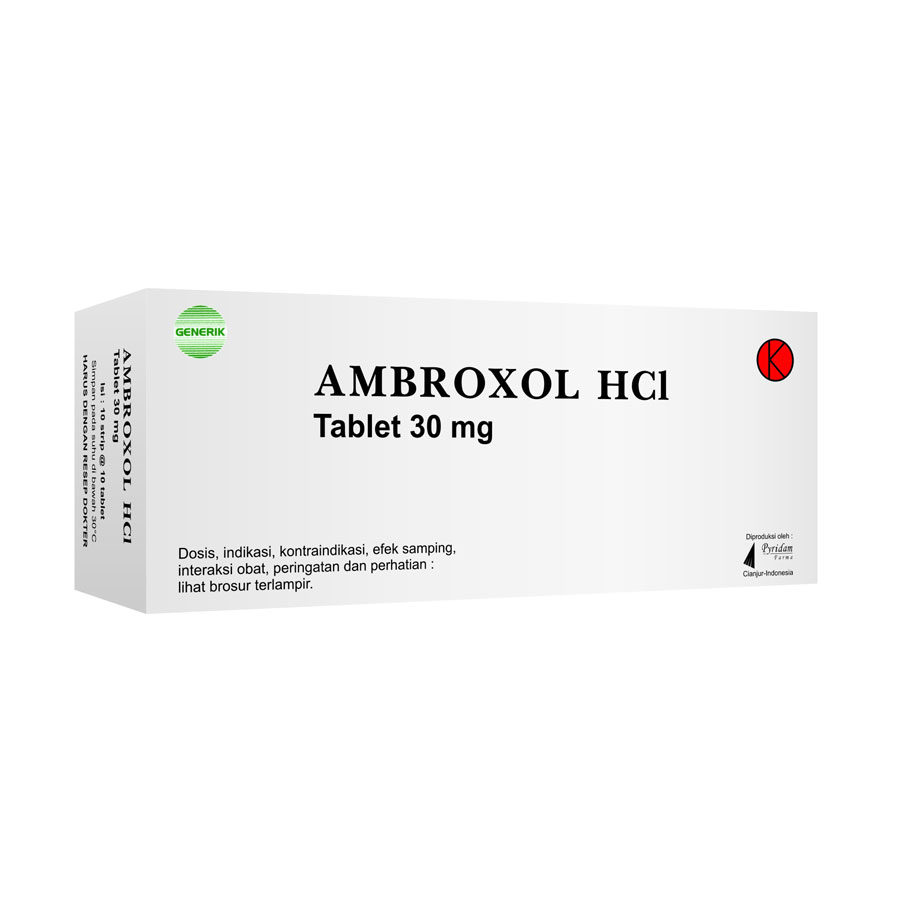 GENERIK
AMBROXOL HCl
Tablet 30 mg
K
Dosis, indikasi, kontraindikasi, efek samping,
interaksi obat, peringatan dan perhatian :
lihat brosur terlampir.
Diproduksi oleh :
Pyridam
Farma
Cianjur-Indonesia
AMBROXOL HCl
Tablet 30 mg
Isi : 10 strip @ 10 tablet
Simpan pada suhu di bawah 30°C
HARUS DENGAN RESEP DOKTER